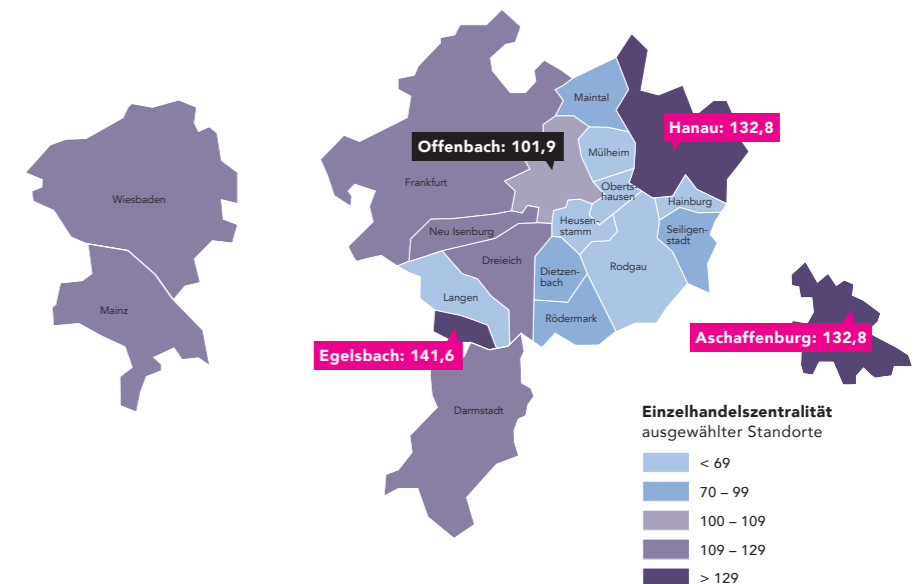 Maintal
Hanau: 132,8
Offenbach: 101,9
Mülheim
Frankfurt
Oberts-
hausen
Wiesbaden
Hainburg
Heusen-
stamm
Neu Isenburg
Seiligen-
stadt
Dreieich
Rodgau
Dietzen-
bach
Langen
Mainz
Rödermark
Aschaffenburg: 132,8
Egelsbach: 141,6
Darmstadt
Einzelhandelszentralität
ausgewählter Standorte
< 69
70 – 99
100 – 109
109 – 129
> 129